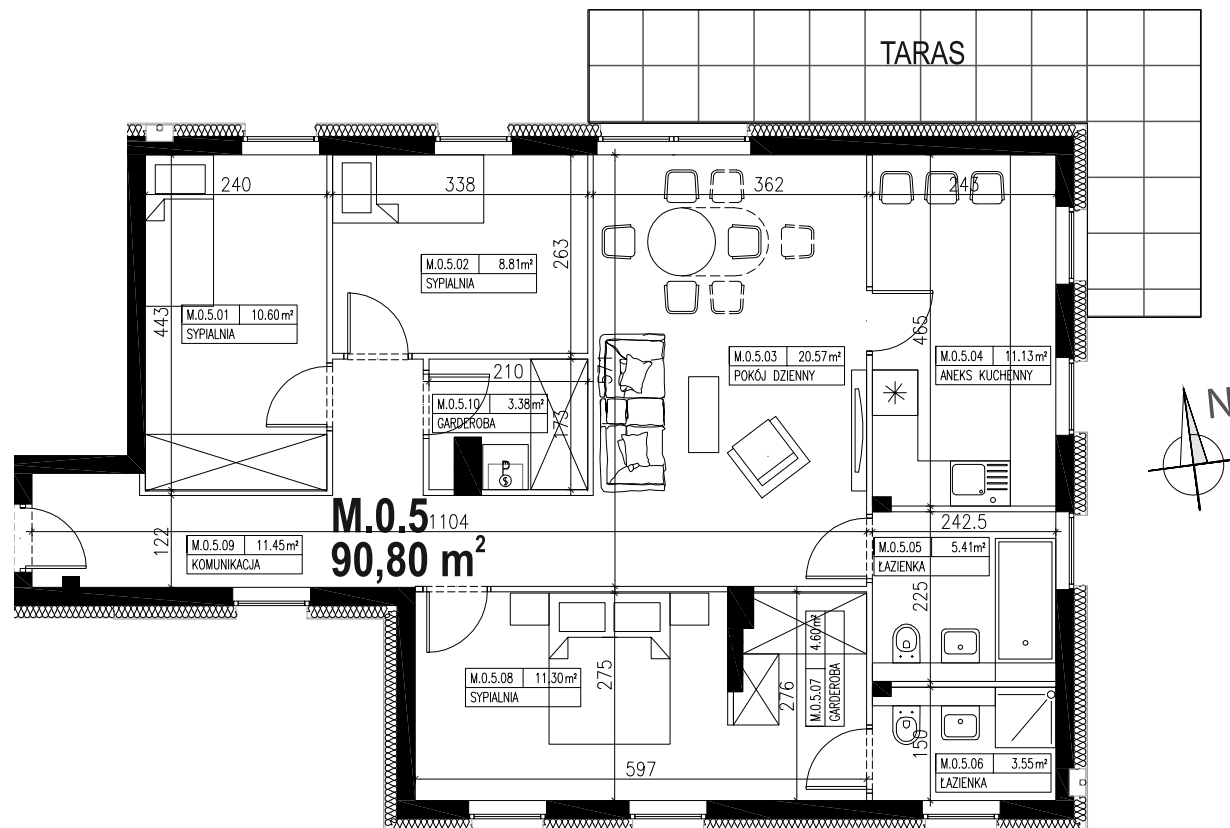 TARAS
240
338
362
243
M.0.5.02 8.81m²
SYPIALNIA
263
M.0.5.01 10.60m²
SYPIALNIA
443
M.0.5.03 20.57m²
POKÓJ DZIENNY
465
M.0.5.04 11.13m²
ANEKS KUCHENNY
571
210
M.0.5.10 3.38m²
GARDEROBA
173
P
S
N
M.0.5
90,80 m²
1104
242.5
122
M.0.5.09 11.45m²
KOMUNIKACJA
M.0.5.05 5.41m²
ŁAZIENKA
225
M.0.5.08 11.30m²
SYPIALNIA
275
276
M.0.5.07 4.60m²
GARDEROBA
150
597
M.0.5.06 3.55m²
ŁAZIENKA